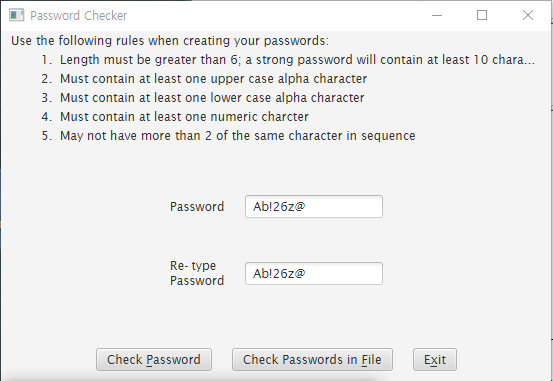 Password Checker
Use the following rules when creating your passwords:
1. Length must be greater than 6; a strong password will contain at least 10 chara...
2. Must contain at least one upper case alpha character
3. Must contain at least one lower case alpha character
4. Must contain at least one numeric charcter
5. May not have more than 2 of the same character in sequence
Password Ab!26z@
Re- type
Password Ab!26z@
Check Password Check Passwords in File Exit